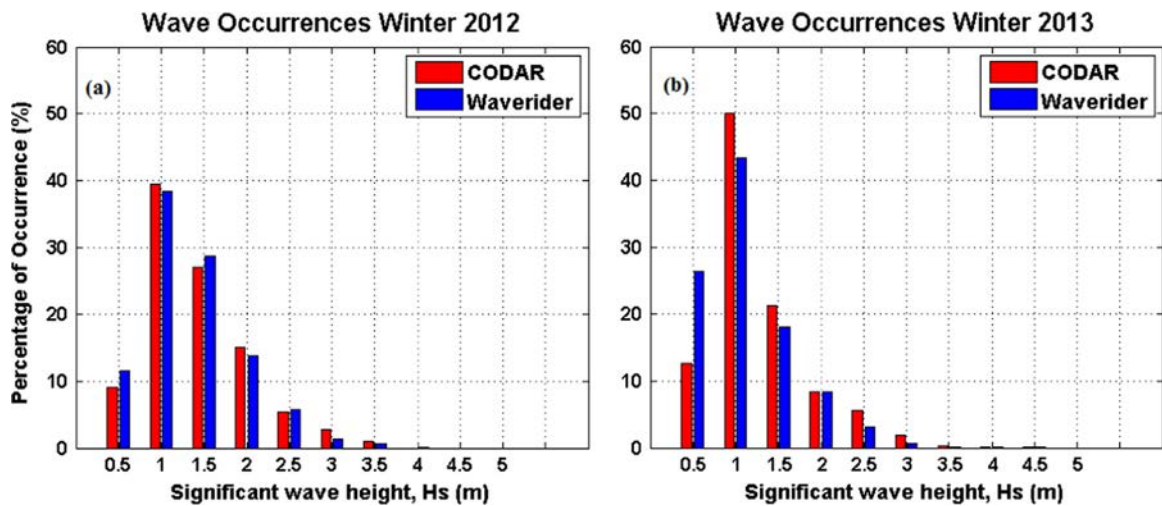 Wave Occurrences Winter 2012
60
50
40
30
20
10
0
Percentage of Occurrence (%)
(a)
CODAR
Waverider
0.5 1 1.5 2 2.5 3 3.5 4 4.5 5
Significant wave height, Hs (m)
Wave Occurrences Winter 2013
60
50
40
30
20
10
0
(b)
CODAR
Waverider
0.5 1 1.5 2 2.5 3 3.5 4 4.5 5
Significant wave height, Hs (m)